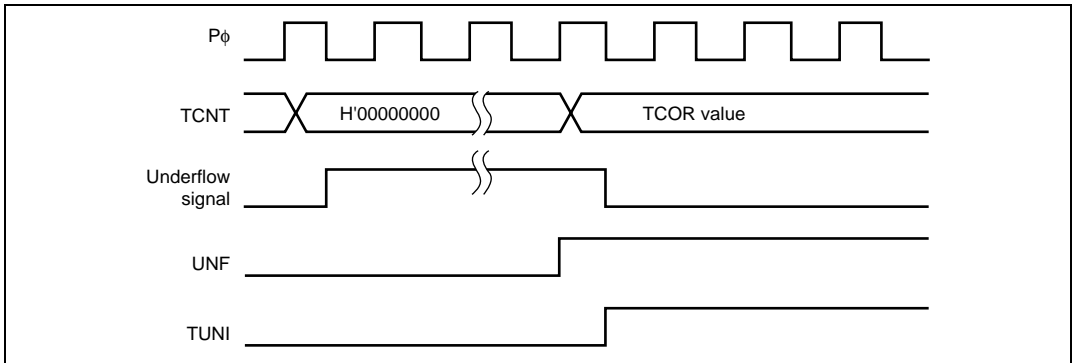 Pϕ
TCNT
H'00000000
TCOR value
Underflow
signal
UNF
TUNI